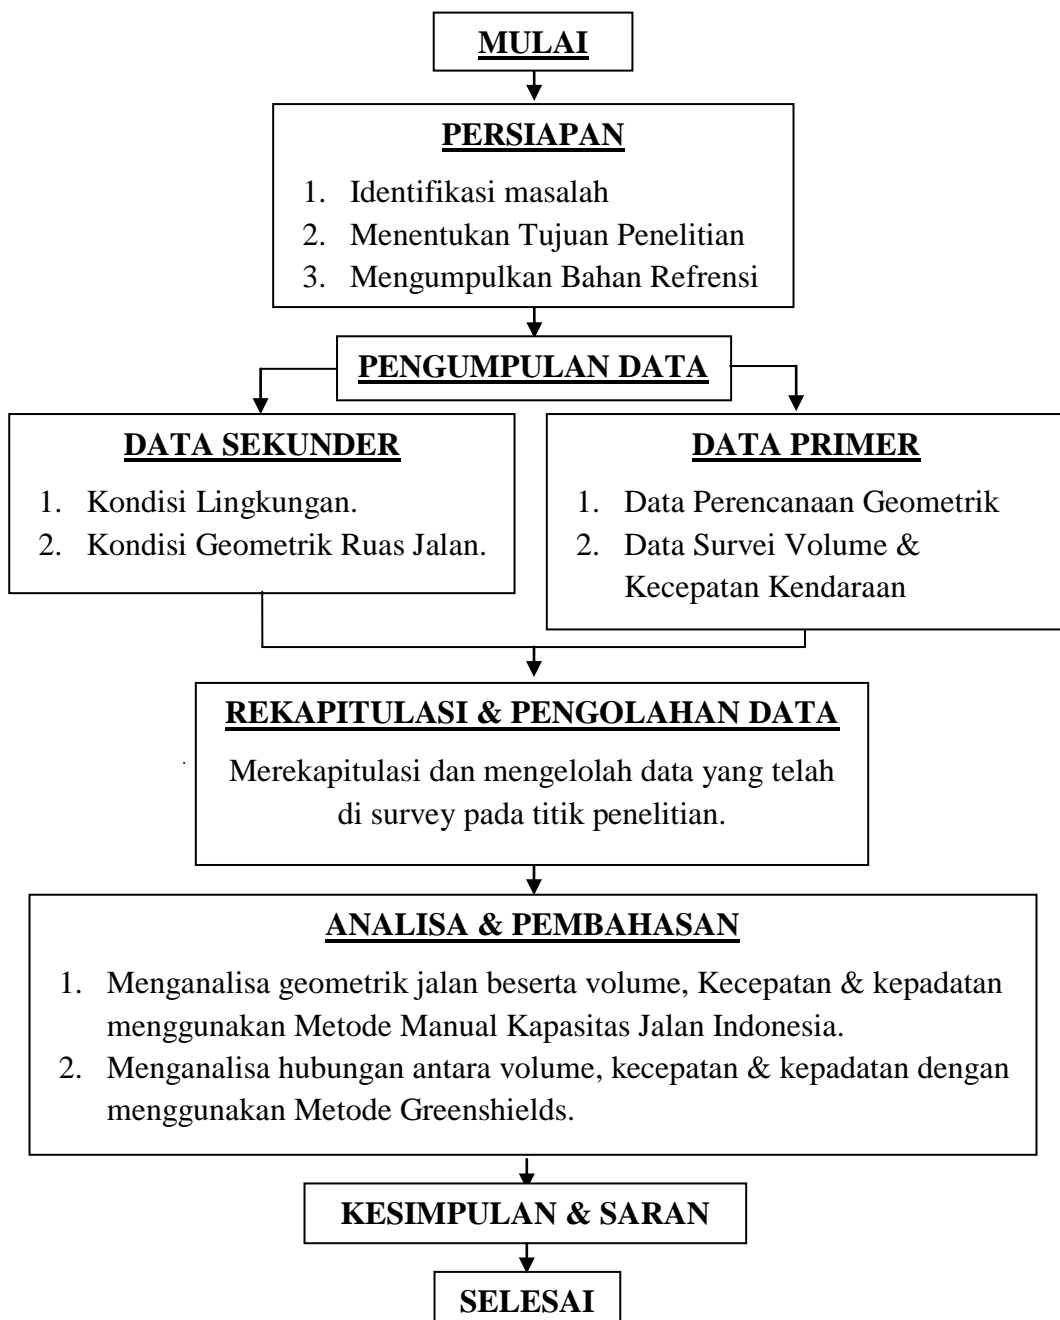 MULAI
PERSIAPAN
1. Identifikasi masalah
2. Menentukan Tujuan Penelitian
3. Mengumpulkan Bahan Refrensi
PENGUMPULAN DATA
DATA SEKUNDER
1. Kondisi Lingkungan.
2. Kondisi Geometrik Ruas Jalan.
DATA PRIMER
1. Data Perencanaan Geometrik
2. Data Survei Volume &
Kecepatan Kendaraan
REKAPITULASI & PENGOLAHAN DATA
Merekapitulasi dan mengelolah data yang telah
di survey pada titik penelitian.
ANALISA & PEMBAHASAN
1. Menganalisa geometrik jalan beserta volume, Kecepatan & kepadatan
menggunakan Metode Manual Kapasitas Jalan Indonesia.
2. Menganalisa hubungan antara volume, kecepatan & kepadatan dengan
menggunakan Metode Greenshields.
KESIMPULAN & SARAN
SELESAI